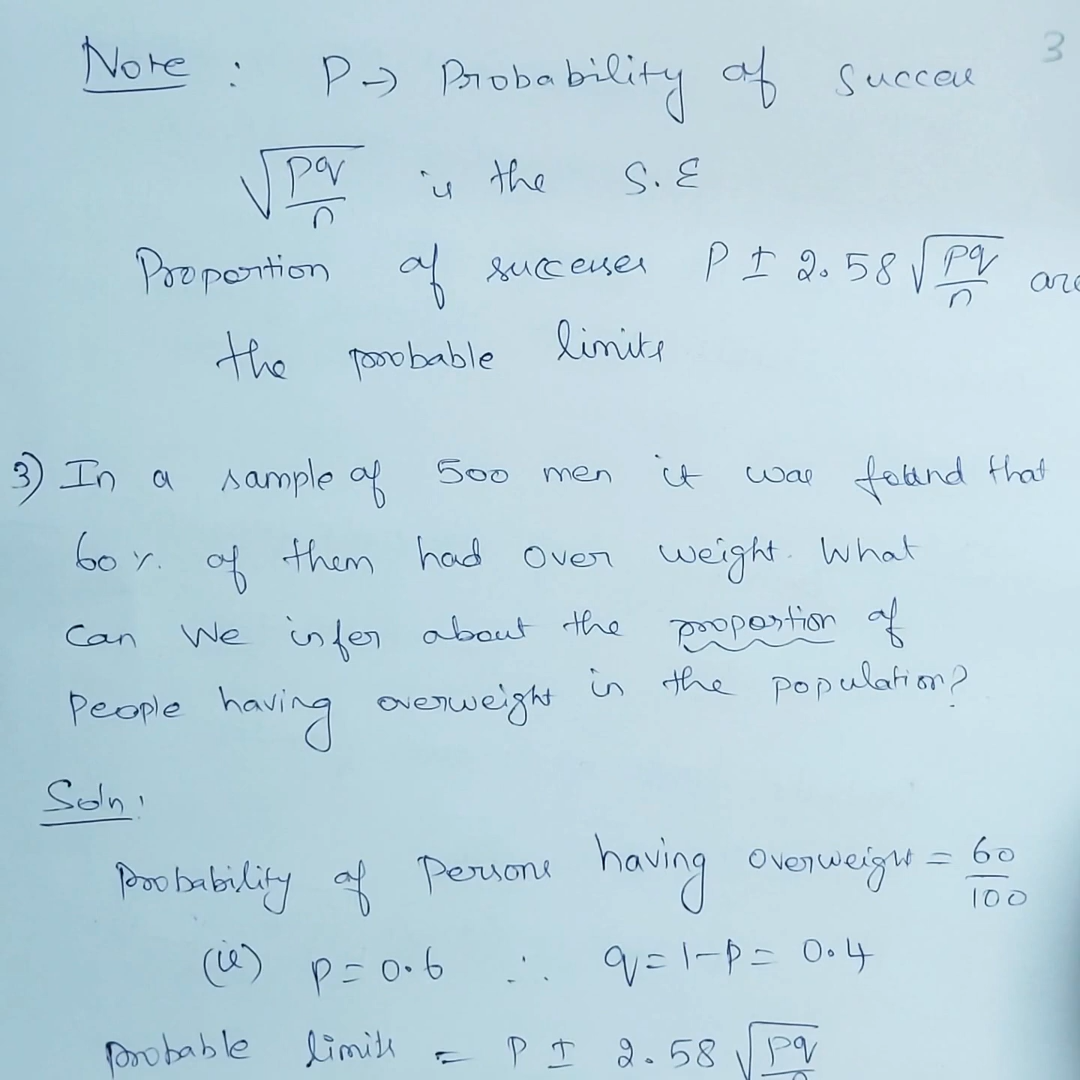 3
Note : P → Probability of success
√(pq/n) is the S.E
Proportion of successes P ± 2.58 √(pq/n) are
the probable limits
3) In a sample of 500 men it was found that
60 %. of them had over weight. What
can we infer about the proportion of
people having overweight in the population?
Soln:
Probability of persons having overweight = 60/100
(ie) p = 0.6 ∴ q = 1-p = 0.4
probable limits = P ± 2.58 √(pq/n)